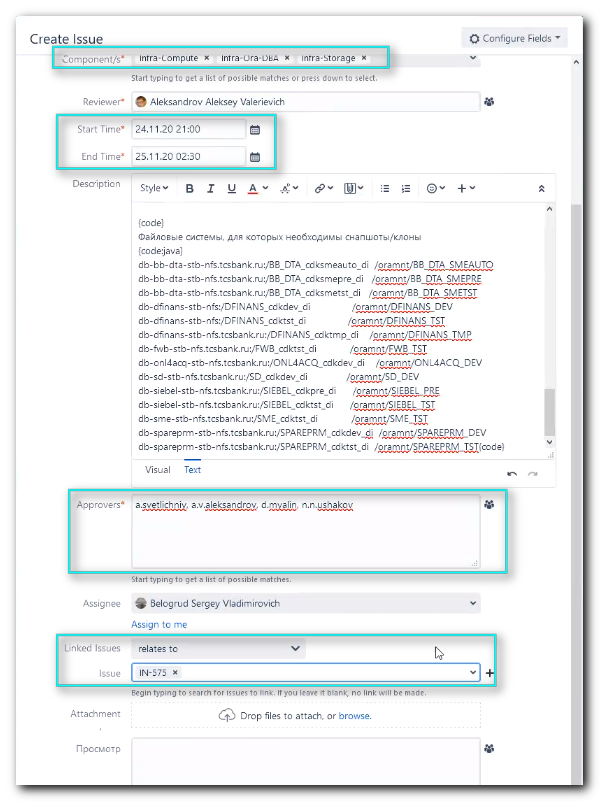 Create Issue
Configure Fields
Component/s* Infra-Compute × Infra-Ora-DBA × Infra-Storage ×
Start typing to get a list of possible matches or press down to select.
Reviewer* Aleksandrov Aleksey Valerievich
Start Time* 24.11.20 21:00
End Time* 25.11.20 02:30
Description
Style B I U A
{code}
Файловые системы, для которых необходимы снапшоты/клоны
{code:java}
db-bb-dta-stb-nfs.tcsbank.ru:/BB_DTA_cdksmeauto_di /oramnt/BB_DTA_SMEAUTO
db-bb-dta-stb-nfs.tcsbank.ru:/BB_DTA_cdksmepre_di /oramnt/BB_DTA_SMEPRE
db-bb-dta-stb-nfs.tcsbank.ru:/BB_DTA_cdksmetst_di /oramnt/BB_DTA_SMETST
db-dfinans-stb-nfs:/DFINANS_cdkdev_di /oramnt/DFINANS_DEV
db-dfinans-stb-nfs:/DFINANS_cdktst_di /oramnt/DFINANS_TST
db-dfinans-stb-nfs.tcsbank.ru:/DFINANS_cdktmp_di /oramnt/DFINANS_TMP
db-fwb-stb-nfs.tcsbank.ru:/FWB_cdktst_di /oramnt/FWB_TST
db-onl4acq-stb-nfs.tcsbank.ru:/ONL4ACQ_cdkdev_di /oramnt/ONL4ACQ_DEV
db-sd-stb-nfs.tcsbank.ru:/SD_cdkdev_di /oramnt/SD_DEV
db-siebel-stb-nfs.tcsbank.ru:/SIEBEL_cdkpre_di /oramnt/SIEBEL_PRE
db-siebel-stb-nfs.tcsbank.ru:/SIEBEL_cdktst_di /oramnt/SIEBEL_TST
db-sme-stb-nfs.tcsbank.ru:/SME_cdktst_di /oramnt/SME_TST
db-spareprm-stb-nfs.tcsbank.ru:/SPAREPRM_cdkdev_di /oramnt/SPAREPRM_DEV
db-spareprm-stb-nfs.tcsbank.ru:/SPAREPRM_cdktst_di /oramnt/SPAREPRM_TST{code}
Visual Text
Approvers* a.svetlichniy, a.v.aleksandrov, d.myalin, n.n.ushakov
Start typing to get a list of possible matches.
Assignee Belogrud Sergey Vladimirovich
Assign to me
Linked Issues relates to
Issue IN-575 ×
Begin typing to search for issues to link. If you leave it blank, no link will be made.
Attachment Drop files to attach, or browse.
Просмотр